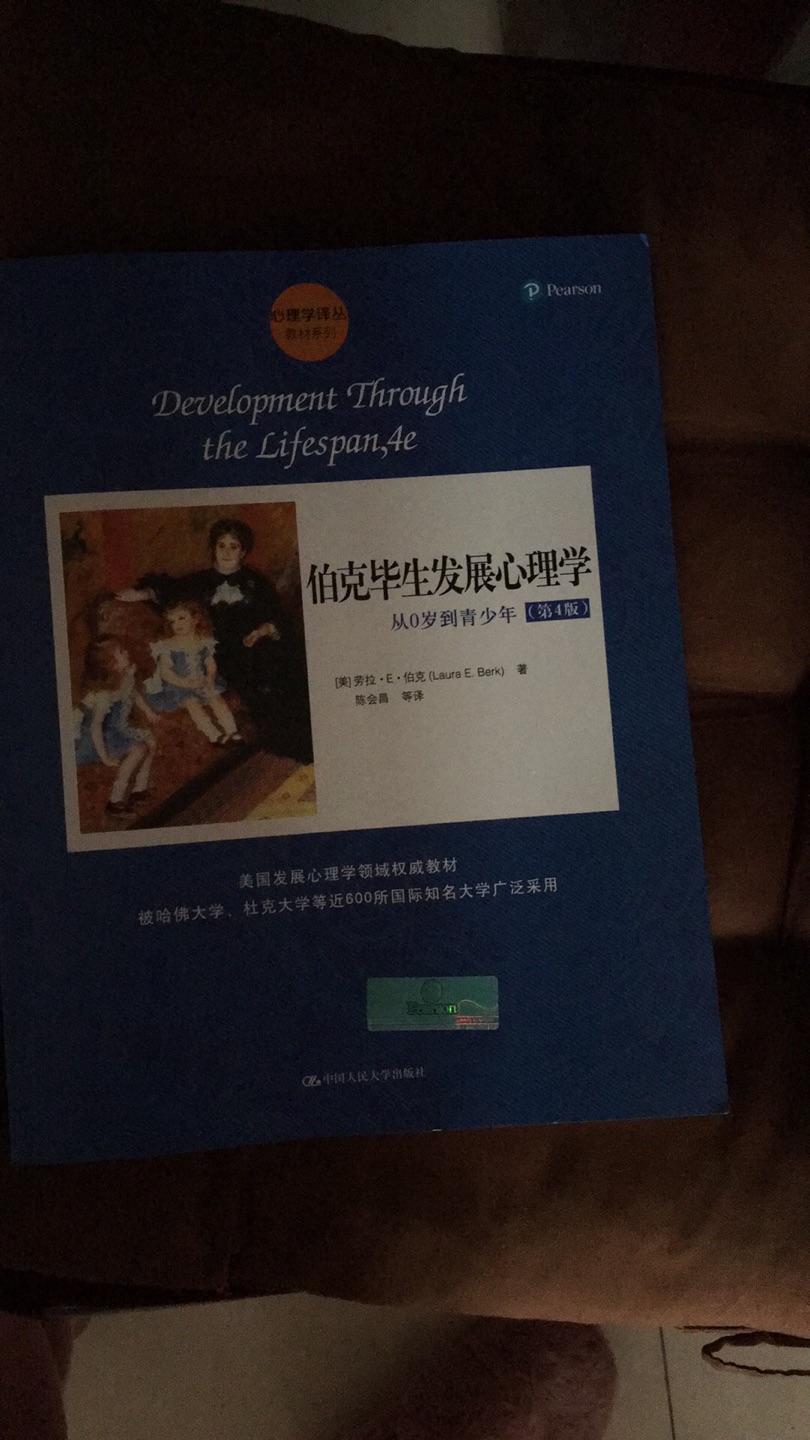 心理学译丛
教材系列
Pearson
Development Through
the Lifespan,4e
伯克毕生发展心理学
从0岁到青少年（第4版）
[美] 劳拉·E·伯克 (Laura E. Berk) 著
陈会昌 等译
美国发展心理学领域权威教材
被哈佛大学、杜克大学等近600所国际知名大学广泛采用
Pearson
中国人民大学出版社